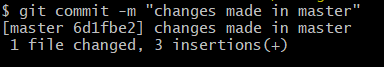 $ git commit -m "changes made in master"
[master 6d1fbe2] changes made in master
 1 file changed, 3 insertions(+)